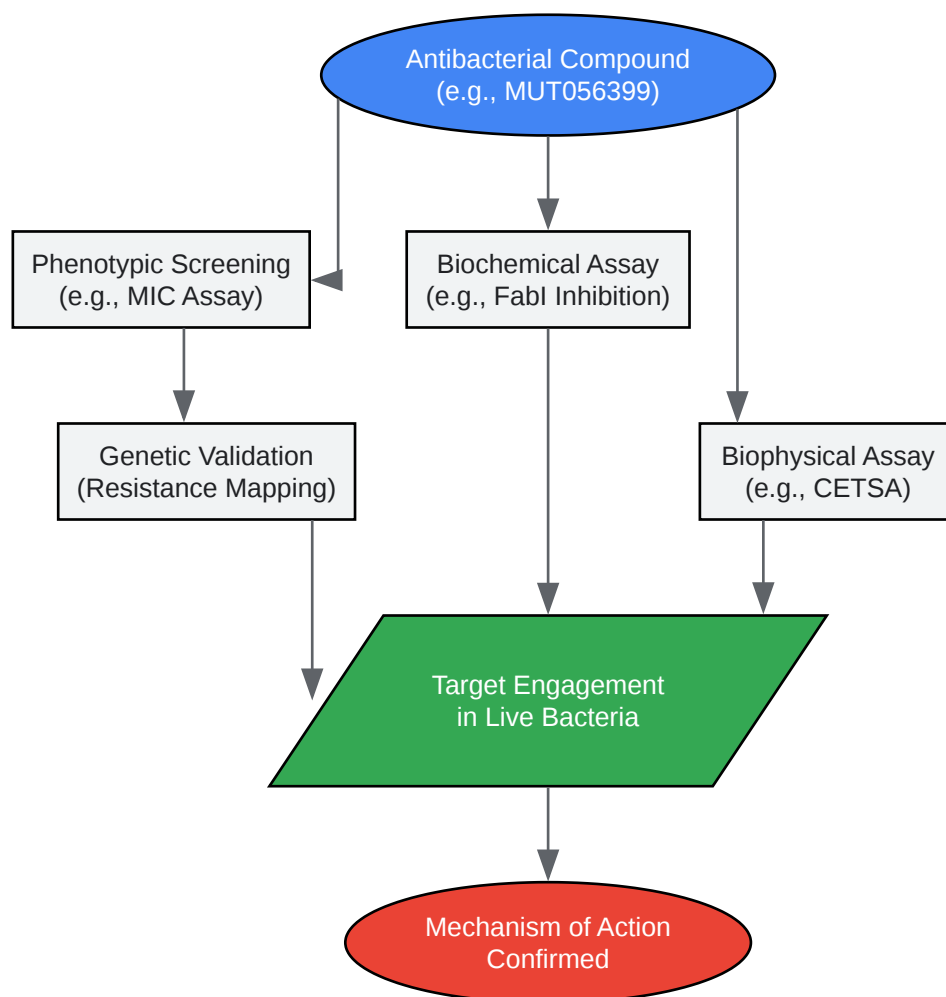 Antibacterial Compound
(e.g., MUT056399)
Phenotypic Screening
(e.g., MIC Assay)
Biochemical Assay
(e.g., FabI Inhibition)
Genetic Validation
(Resistance Mapping)
Biophysical Assay
(e.g., CETSA)
Target Engagement
in Live Bacteria
Mechanism of Action
Confirmed